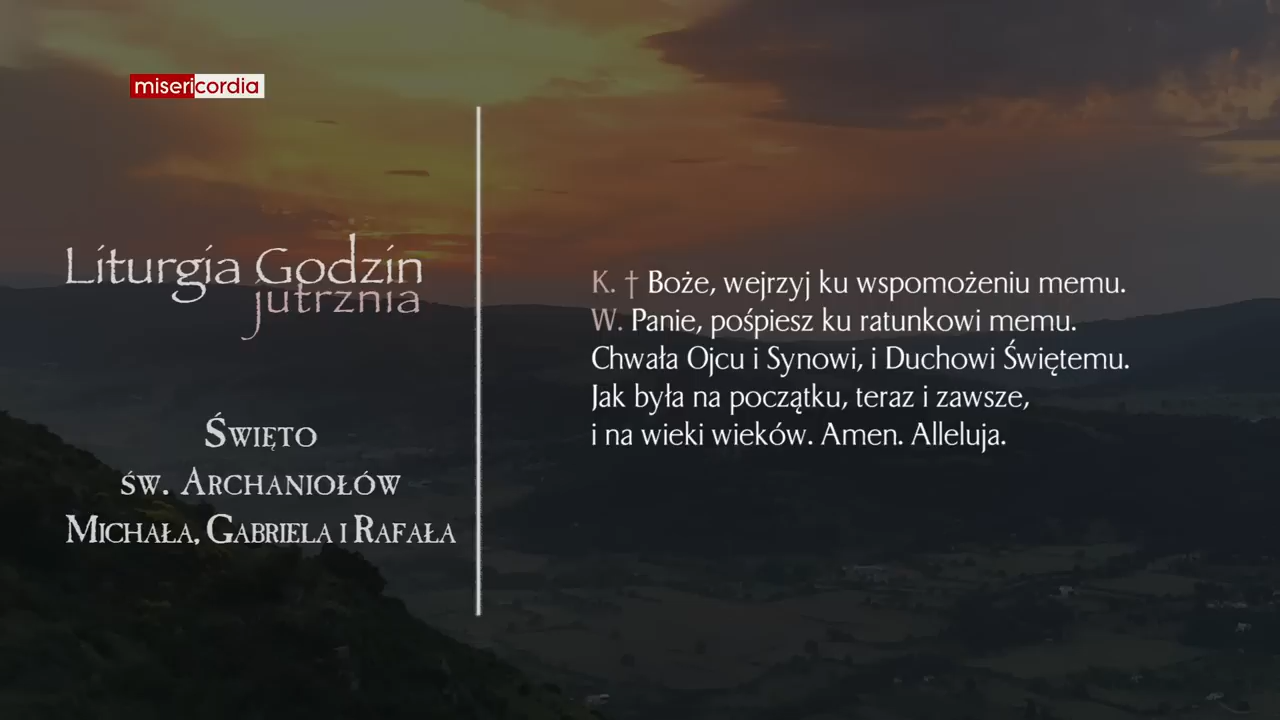 misericordia
Liturgia Godzin
jutrznia
Święto
św. Archaniołów
Michała, Gabriela i Rafała
K. † Boże, wejrzyj ku wspomożeniu memu.
W. Panie, pośpiesz ku ratunkowi memu.
Chwała Ojcu i Synowi, i Duchowi Świętemu.
Jak była na początku, teraz i zawsze,
i na wieki wieków. Amen. Alleluja.